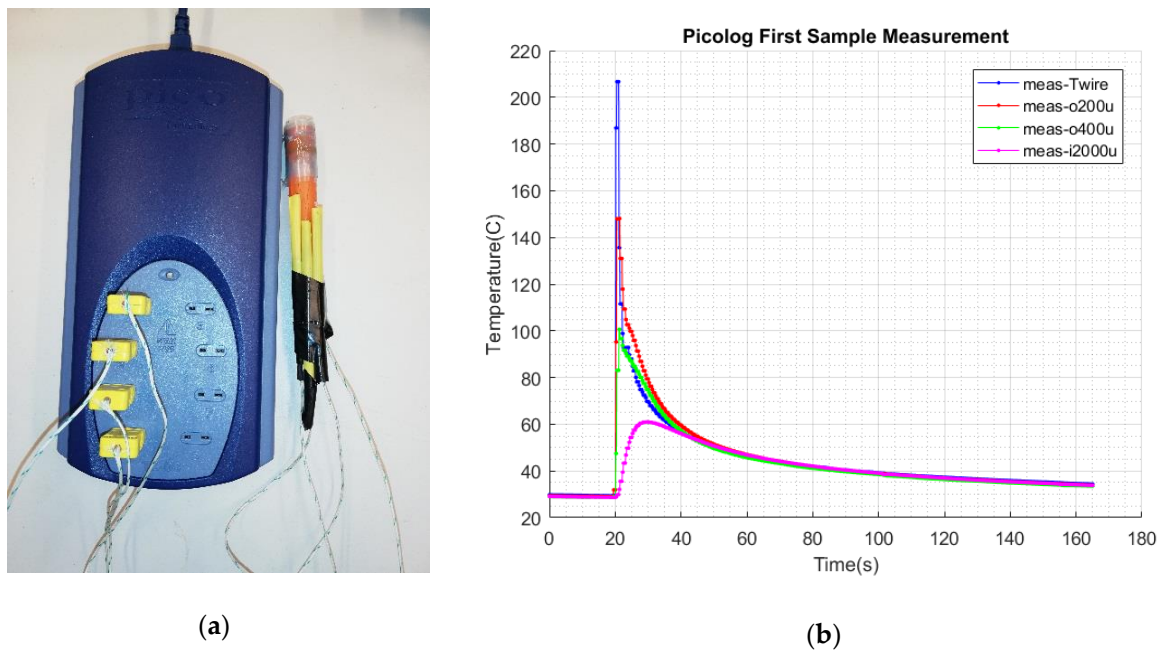 pico
Picolog First Sample Measurement
Temperature(C)
220
200
180
160
140
120
100
80
60
40
20
meas-Twire
meas-o200u
meas-o400u
meas-i2000u
0 20 40 60 80 100 120 140 160 180
Time(s)
(a)
(b)